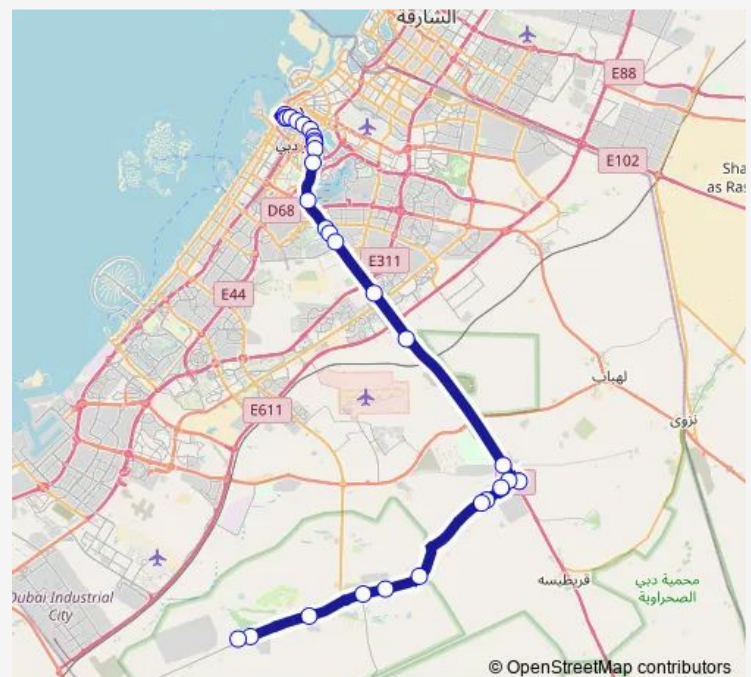 الشارقة
E88
E102
Sha
as Ras
دبي
D68
E311
E44
لهباب
E611
نزوى
Dubai Industrial
City
قريطيسه
محمية دبي
الصحراوية
© OpenStreetMap contributors